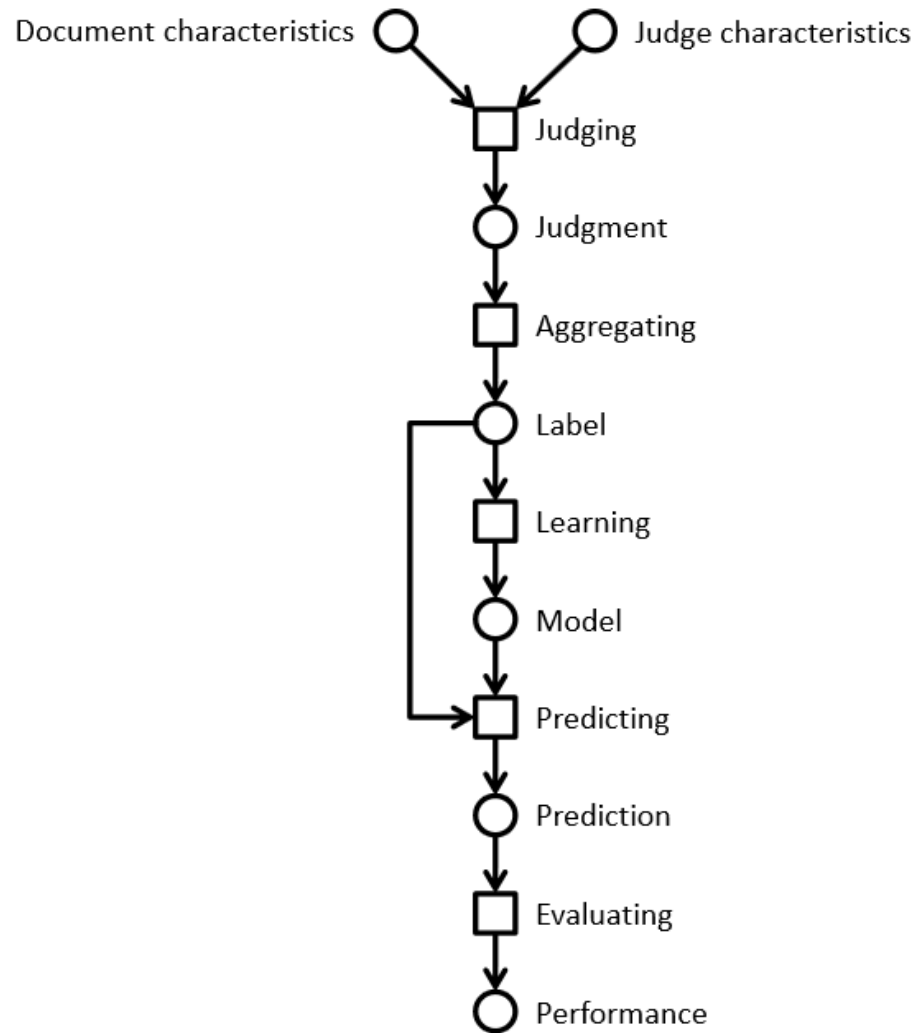 Document characteristics
Judge characteristics
Judging
Judgment
Aggregating
Label
Learning
Model
Predicting
Prediction
Evaluating
Performance